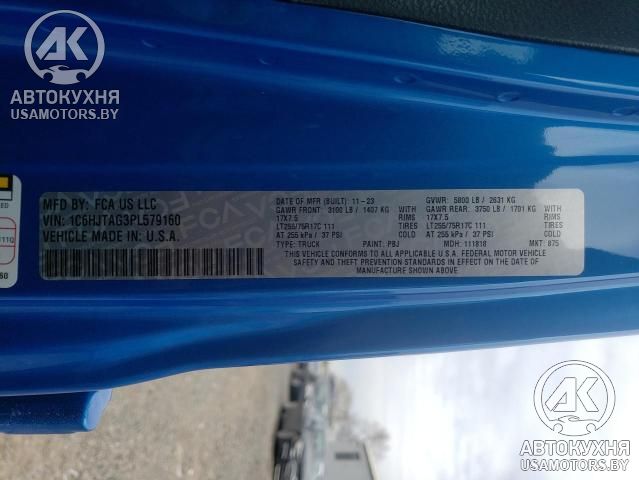 АК
АВТОКУХНЯ
USAMOTORS.BY
MFD BY: FCA US LLC
VIN: 1C6HJTAG3PL579160
VEHICLE MADE IN: U.S.A.
DATE OF MFR (BUILT): 11-23
GAWR FRONT: 3100 LB / 1407 KG
17X7.5 RIMS
LT255/75R17C 111 TIRES
AT 255 kPa / 37 PSI COLD
TYPE: TRUCK PAINT: PBJ
GVWR: 5800 LB / 2631 KG
GAWR REAR: 3750 LB / 1701 KG
17X7.5 RIMS
LT255/75R17C 111 TIRES
AT 255 kPa / 37 PSI COLD
MDH: 111818 MKT: 875
THIS VEHICLE CONFORMS TO ALL APPLICABLE U.S.A. FEDERAL MOTOR VEHICLE
SAFETY AND THEFT PREVENTION STANDARDS IN EFFECT ON THE DATE OF
MANUFACTURE SHOWN ABOVE.
АК
АВТОКУХНЯ
USAMOTORS.BY